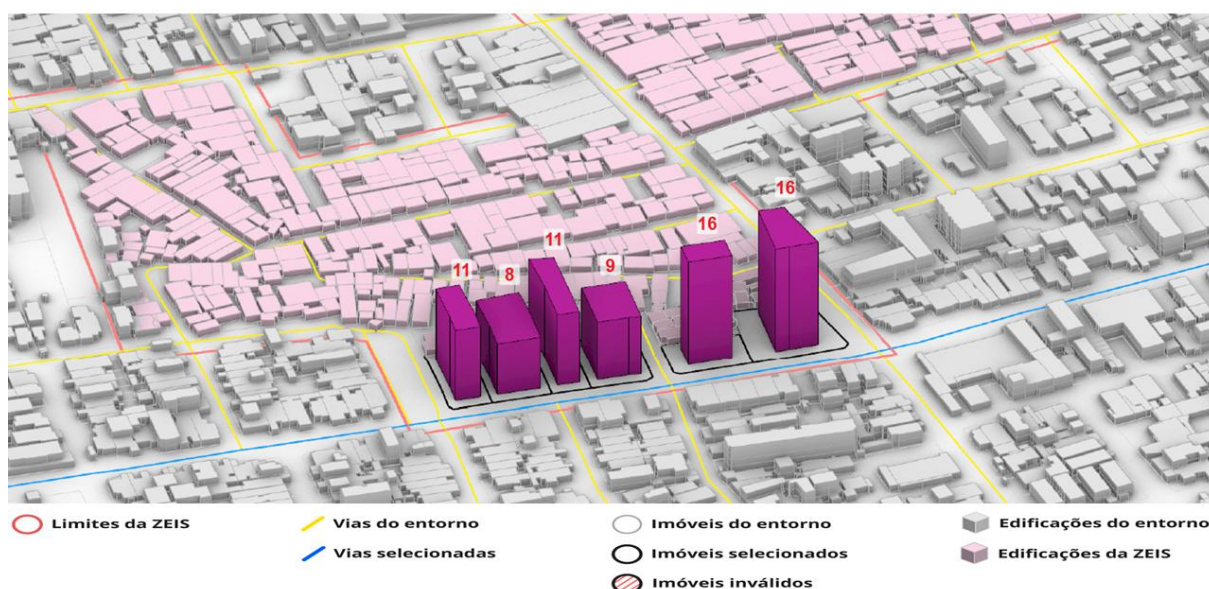 16
16
11
11
8
9
Limites da ZEIS
Vias do entorno
Imóveis do entorno
Edificações do entorno
Vias selecionadas
Imóveis selecionados
Edificações da ZEIS
Imóveis inválidos